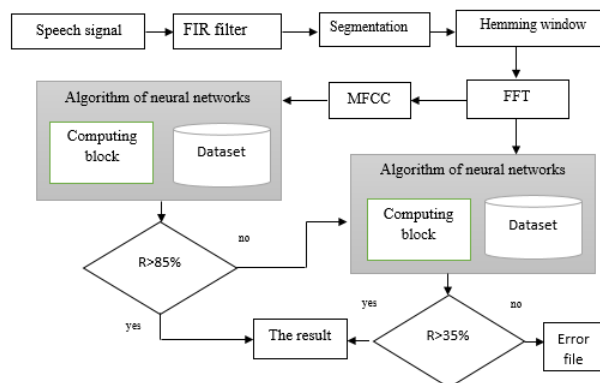 Speech signal
FIR filter
Segmentation
Hemming window
Algorithm of neural networks
MFCC
FFT
Computing
block
Dataset
Algorithm of neural networks
Computing
block
Dataset
no
R>85%
yes
The result
yes
no
R>35%
Error
file